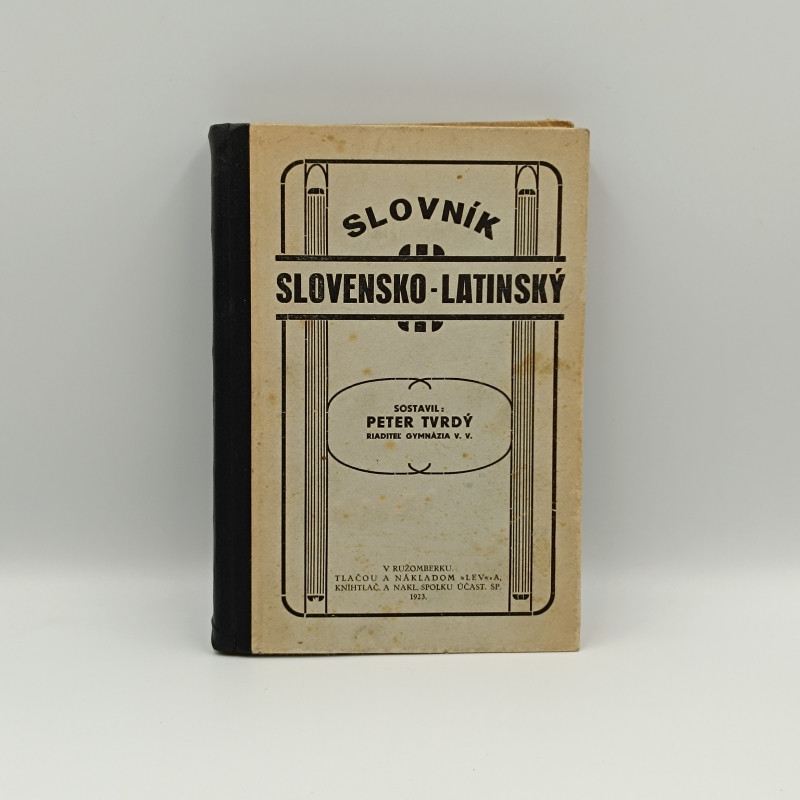 SLOVNÍK
SLOVENSKO-LATINSKÝ
SOSTAVIL:
PETER TVRDÝ
RIADITEĽ GYMNÁZIA V. V.
V RUŽOMBERKU.
TLAČOU A NÁKLADOM »LEV«-A,
KNÍHTLAČ. A NAKL. SPOLKU ÚČAST. SP.
1923.